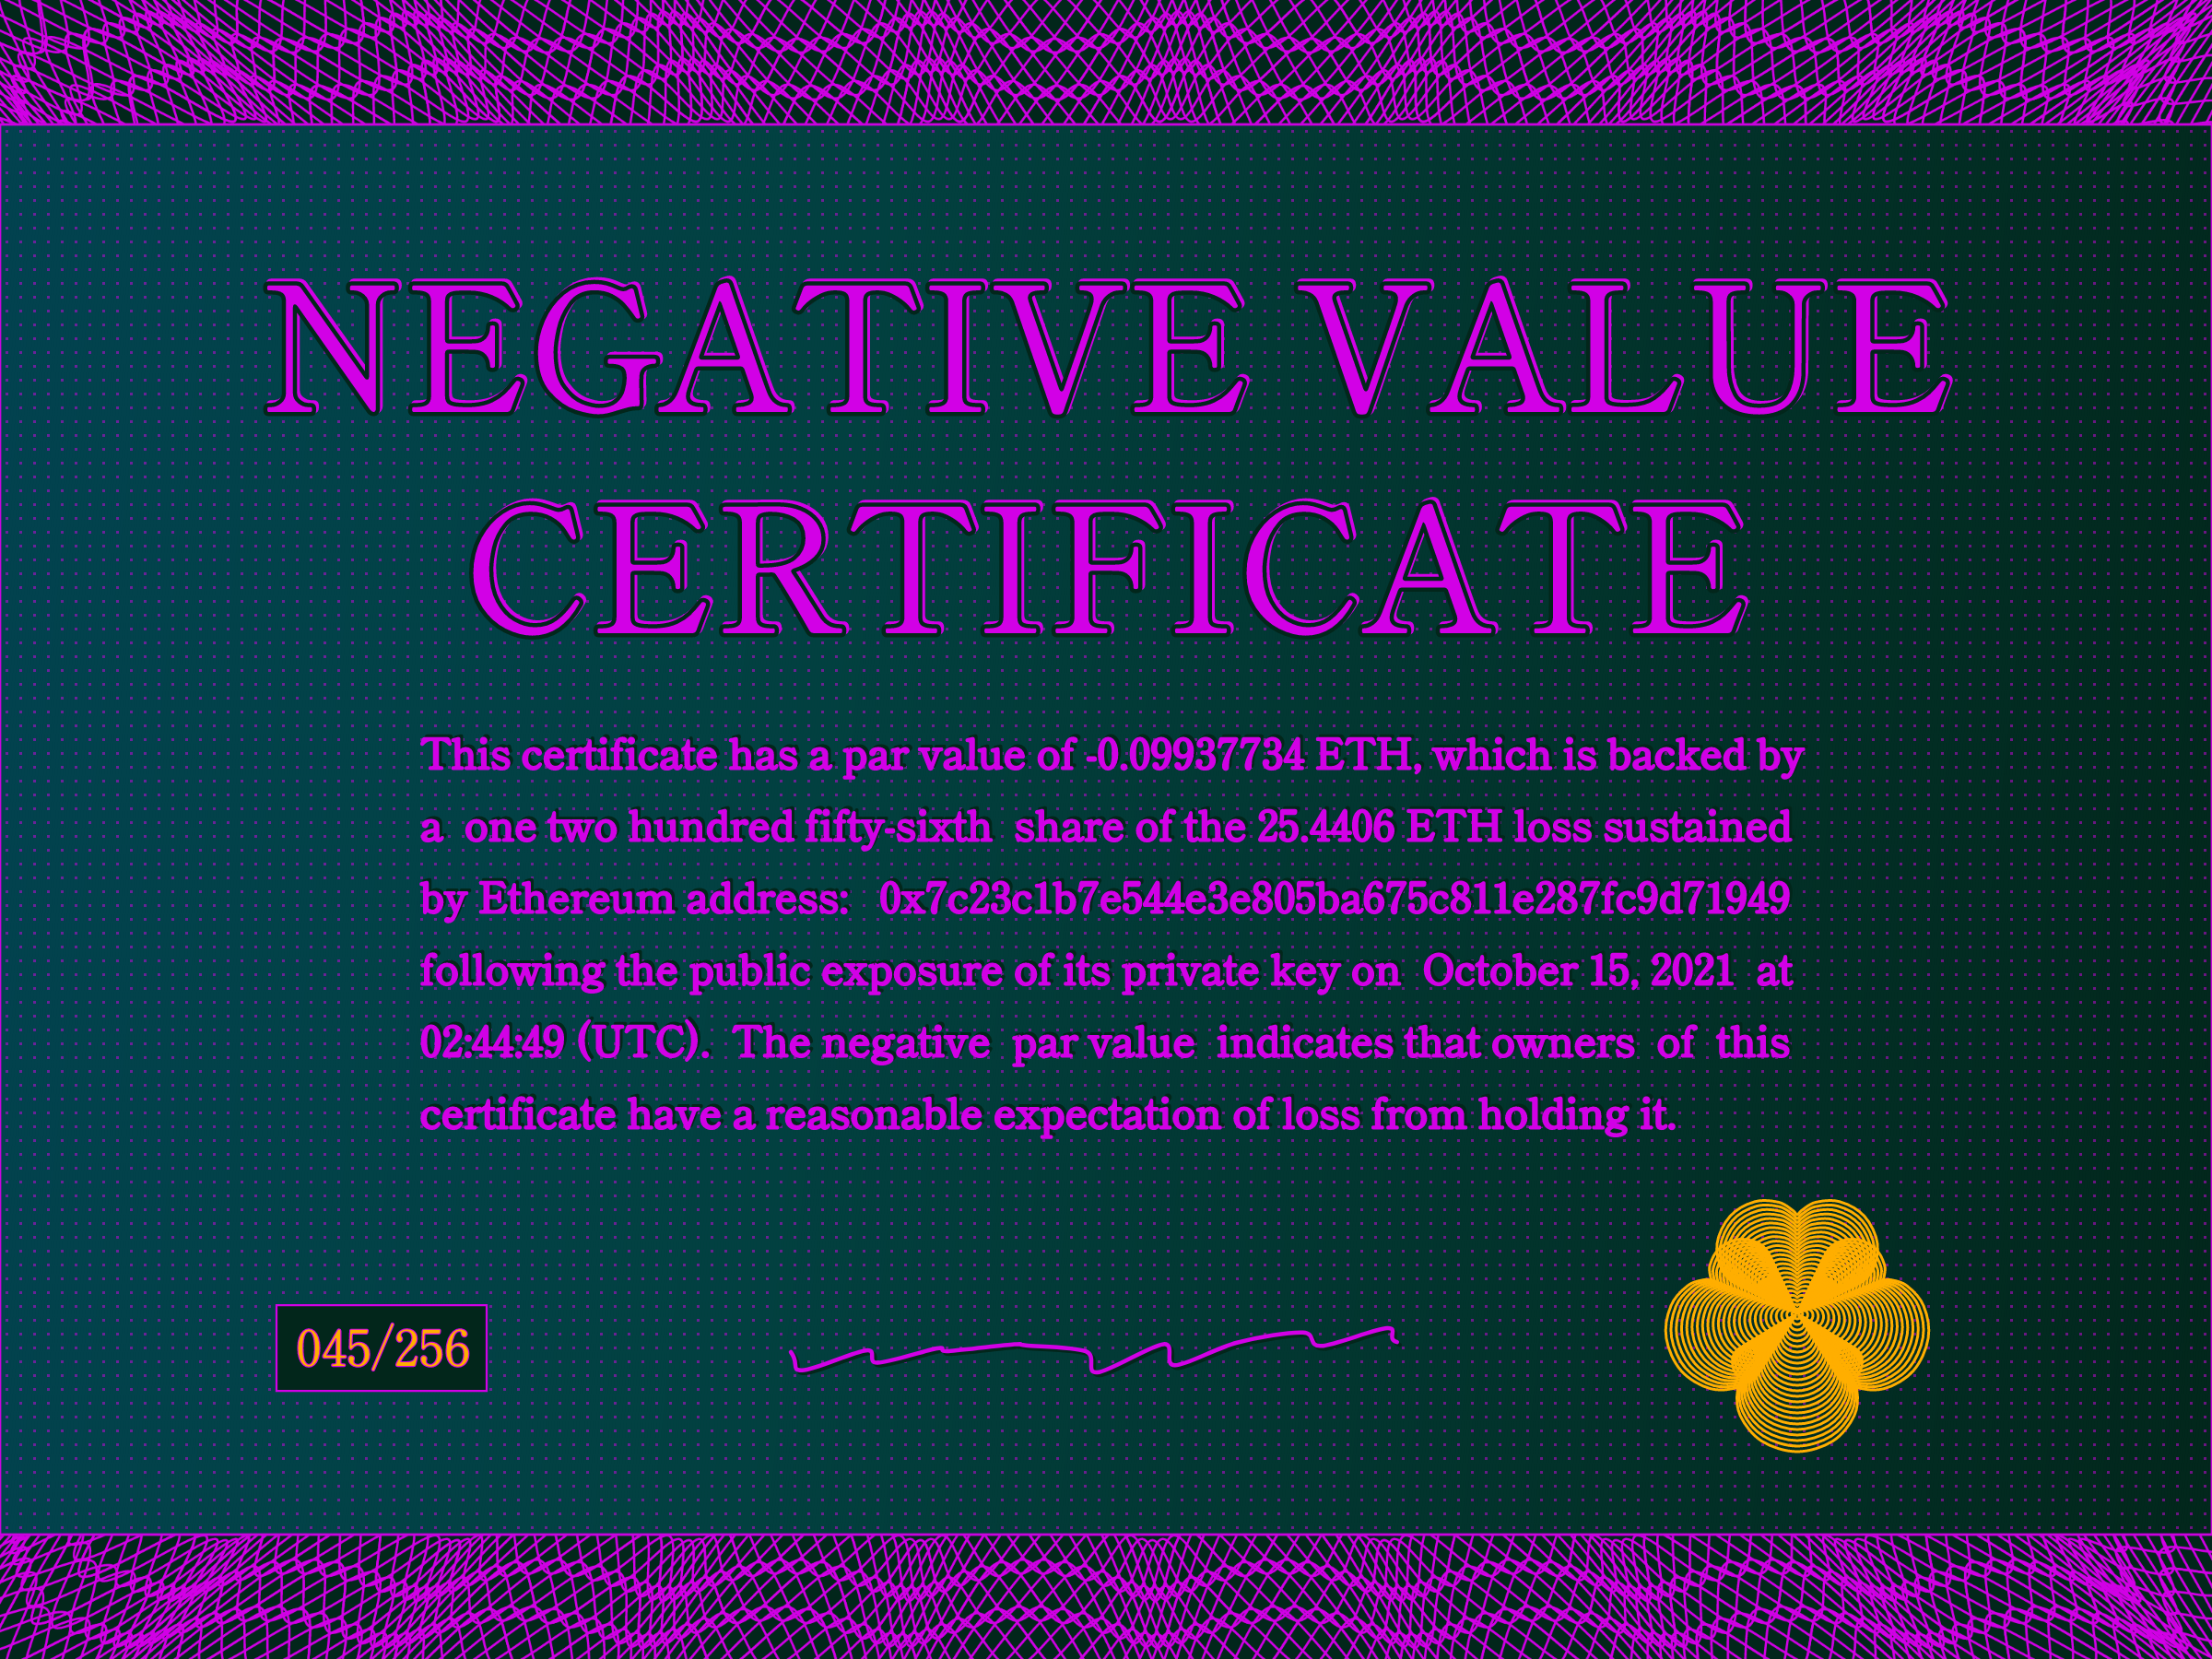 NEGATIVE VALUE
CERTIFICATE
This certificate has a par value of -0.09937734 ETH, which is backed by
a one two hundred fifty-sixth share of the 25.4406 ETH loss sustained
by Ethereum address: 0x7c23c1b7e544e3e805ba675c811e287fc9d71949
following the public exposure of its private key on October 15, 2021 at
02:44:49 (UTC). The negative par value indicates that owners of this
certificate have a reasonable expectation of loss from holding it.
045/256